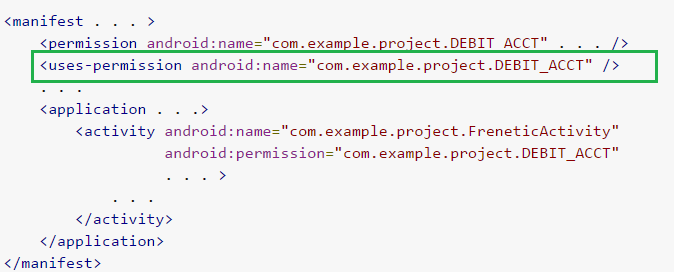 <manifest . . . >
<permission android:name="com.example.project.DEBIT_ACCT" . . . />
<uses-permission android:name="com.example.project.DEBIT_ACCT" />
. . .
<application . . .>
<activity android:name="com.example.project.FreneticActivity"
android:permission="com.example.project.DEBIT_ACCT"
. . . >
. . .
</activity>
</application>
</manifest>